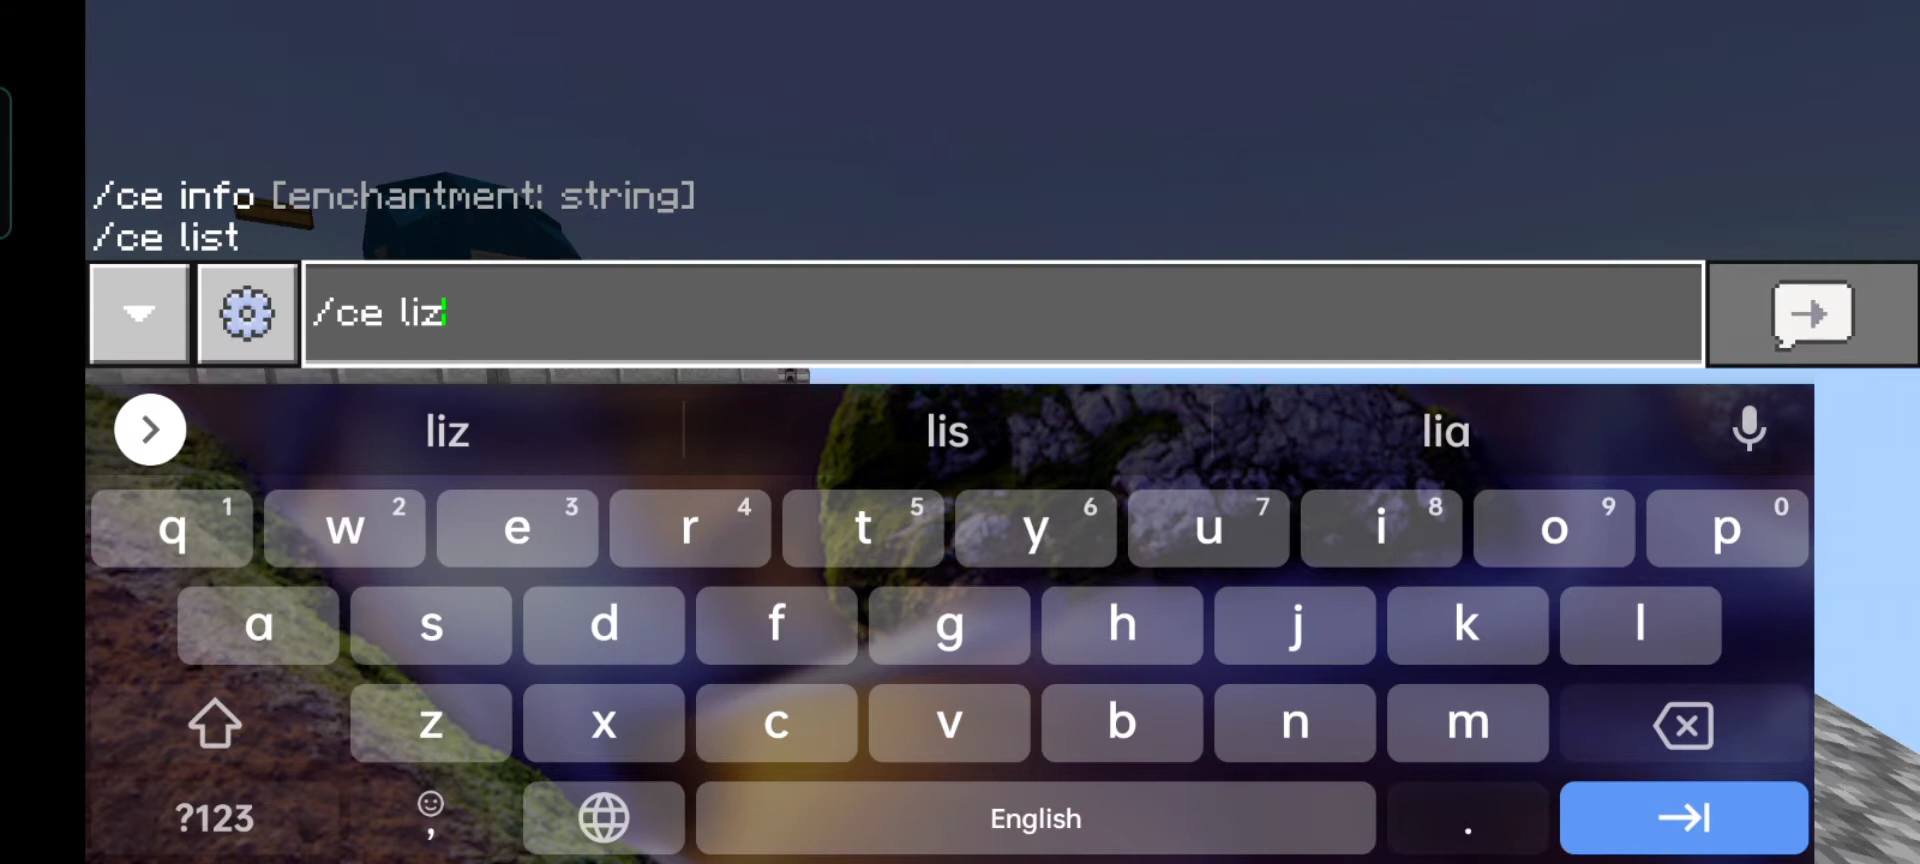 /ce info [enchantment: string]
/ce list
/ce liz
liz lis lia
q 1 w 2 e 3 r 4 t 5 y 6 u 7 i 8 o 9 p 0
a s d f g h j k l
z x c v b n m
?123 , English .